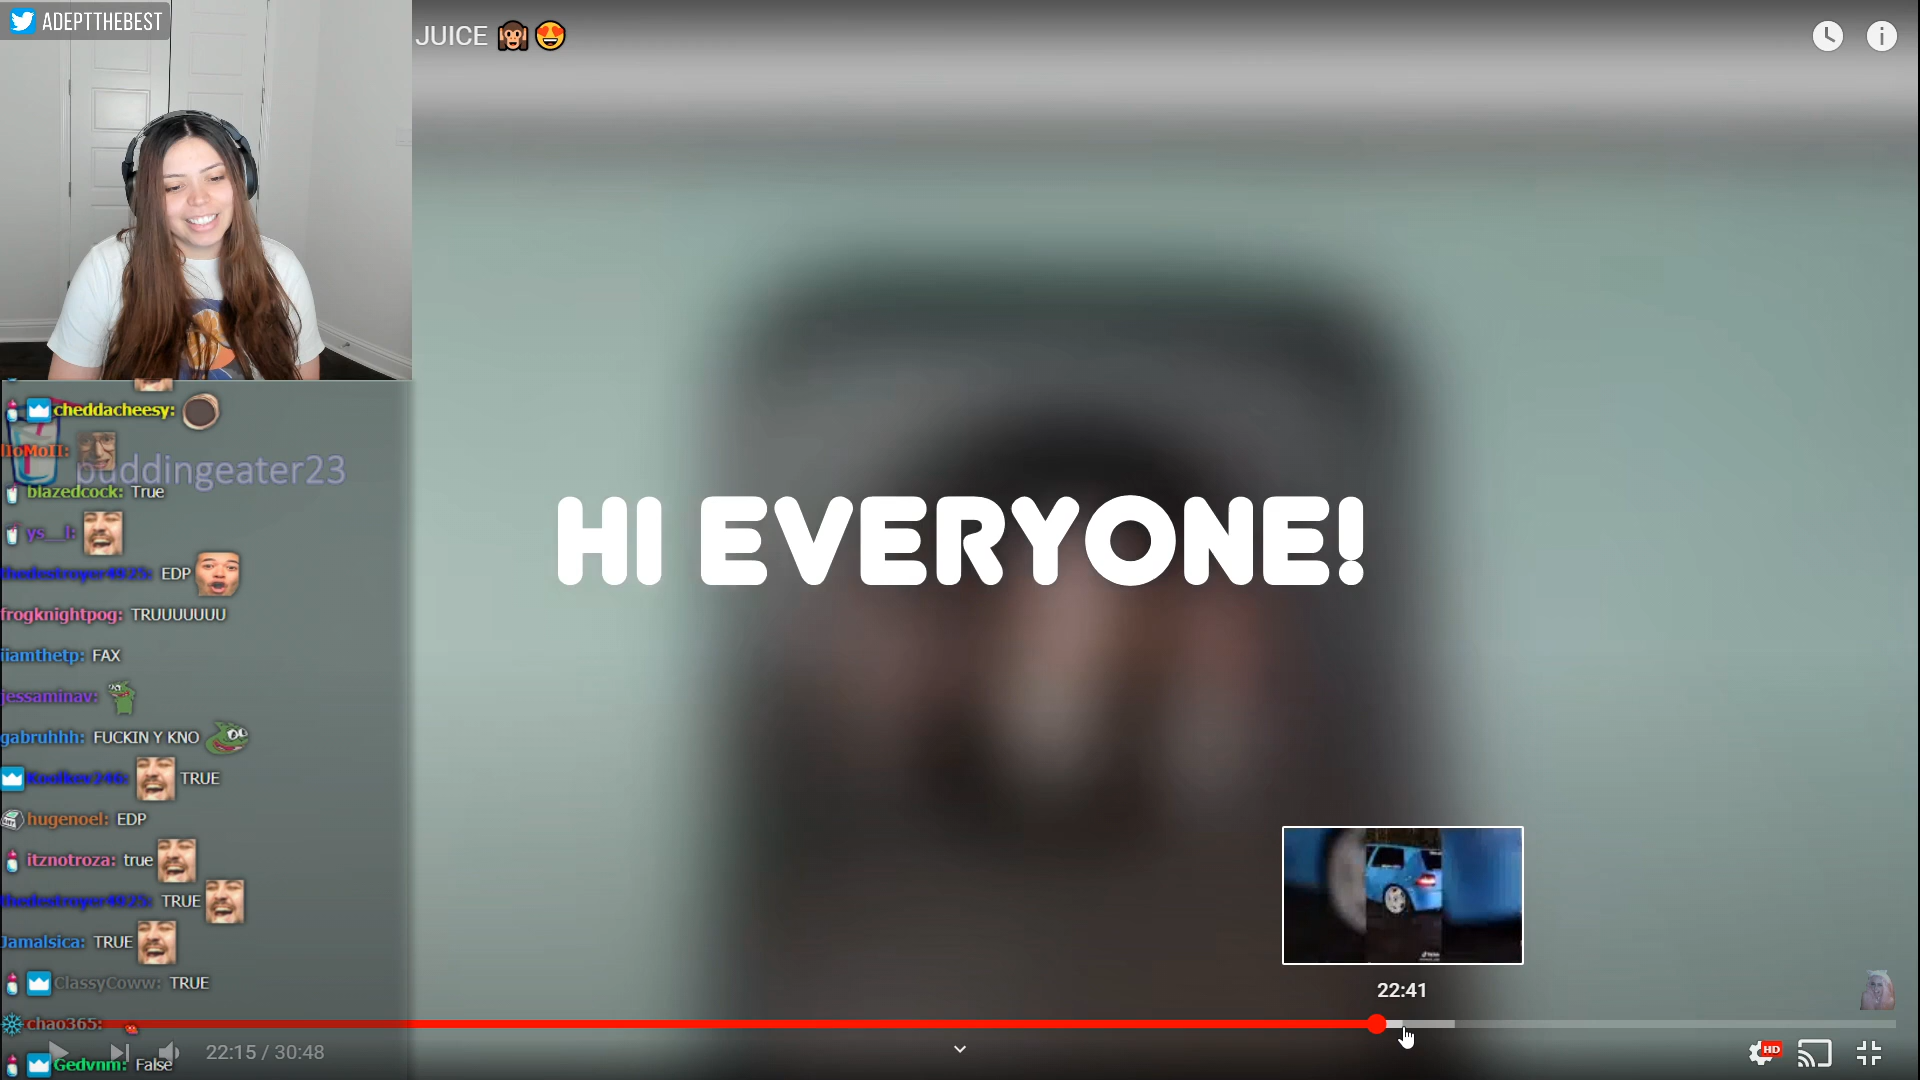 ADEPTTHEBEST
JUICE
cheddacheesy:
puddingeater23
blazedcock: True
ys__l:
EDP
frogknightpog: TRUUUUUUU
iiamthetp: FAX
jessaminav:
gabruhhh: FUCKIN Y KNO
TRUE
hugenoel: EDP
itznotroza: true
TRUE
Jamalsica: TRUE
ClassyCoww: TRUE
chao365:
Gedvnm: False
HI EVERYONE!
22:41
22:15 / 30:48
HD